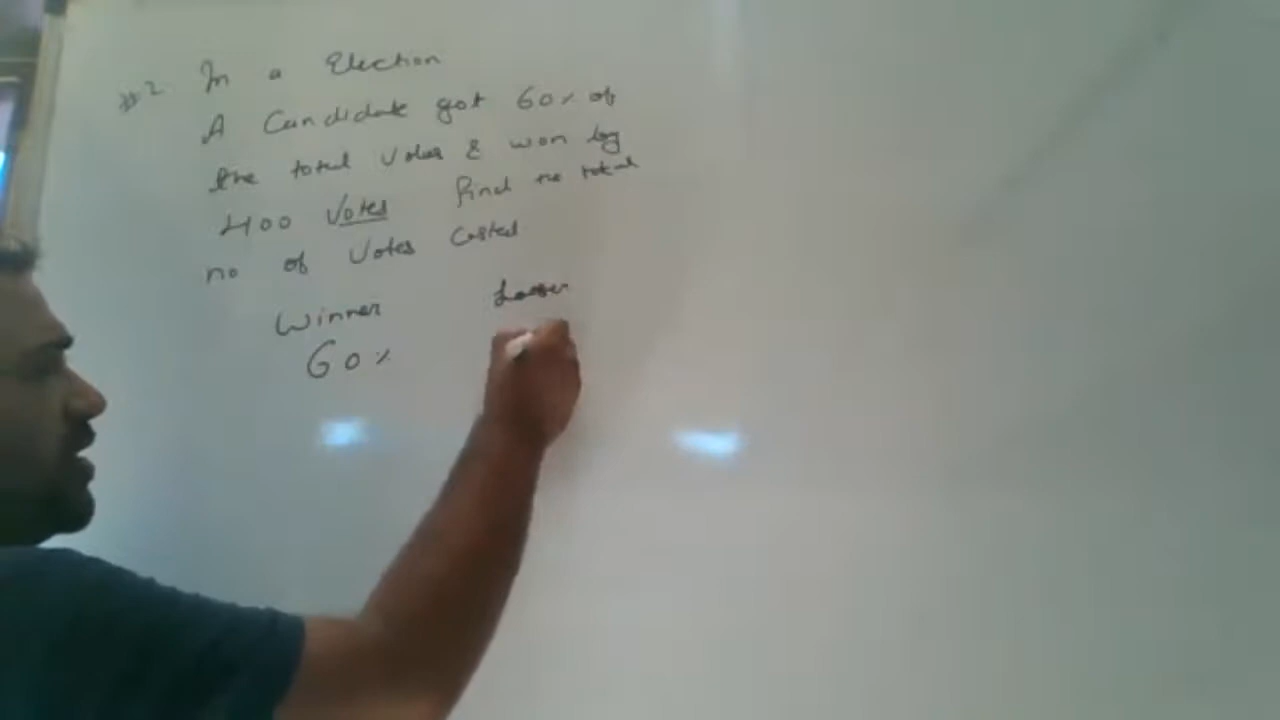 #2 In a Election
A Candidate got 60% of
the total Votes & won by
400 Votes find the total
no of Votes Casted
Winner Looser
60%